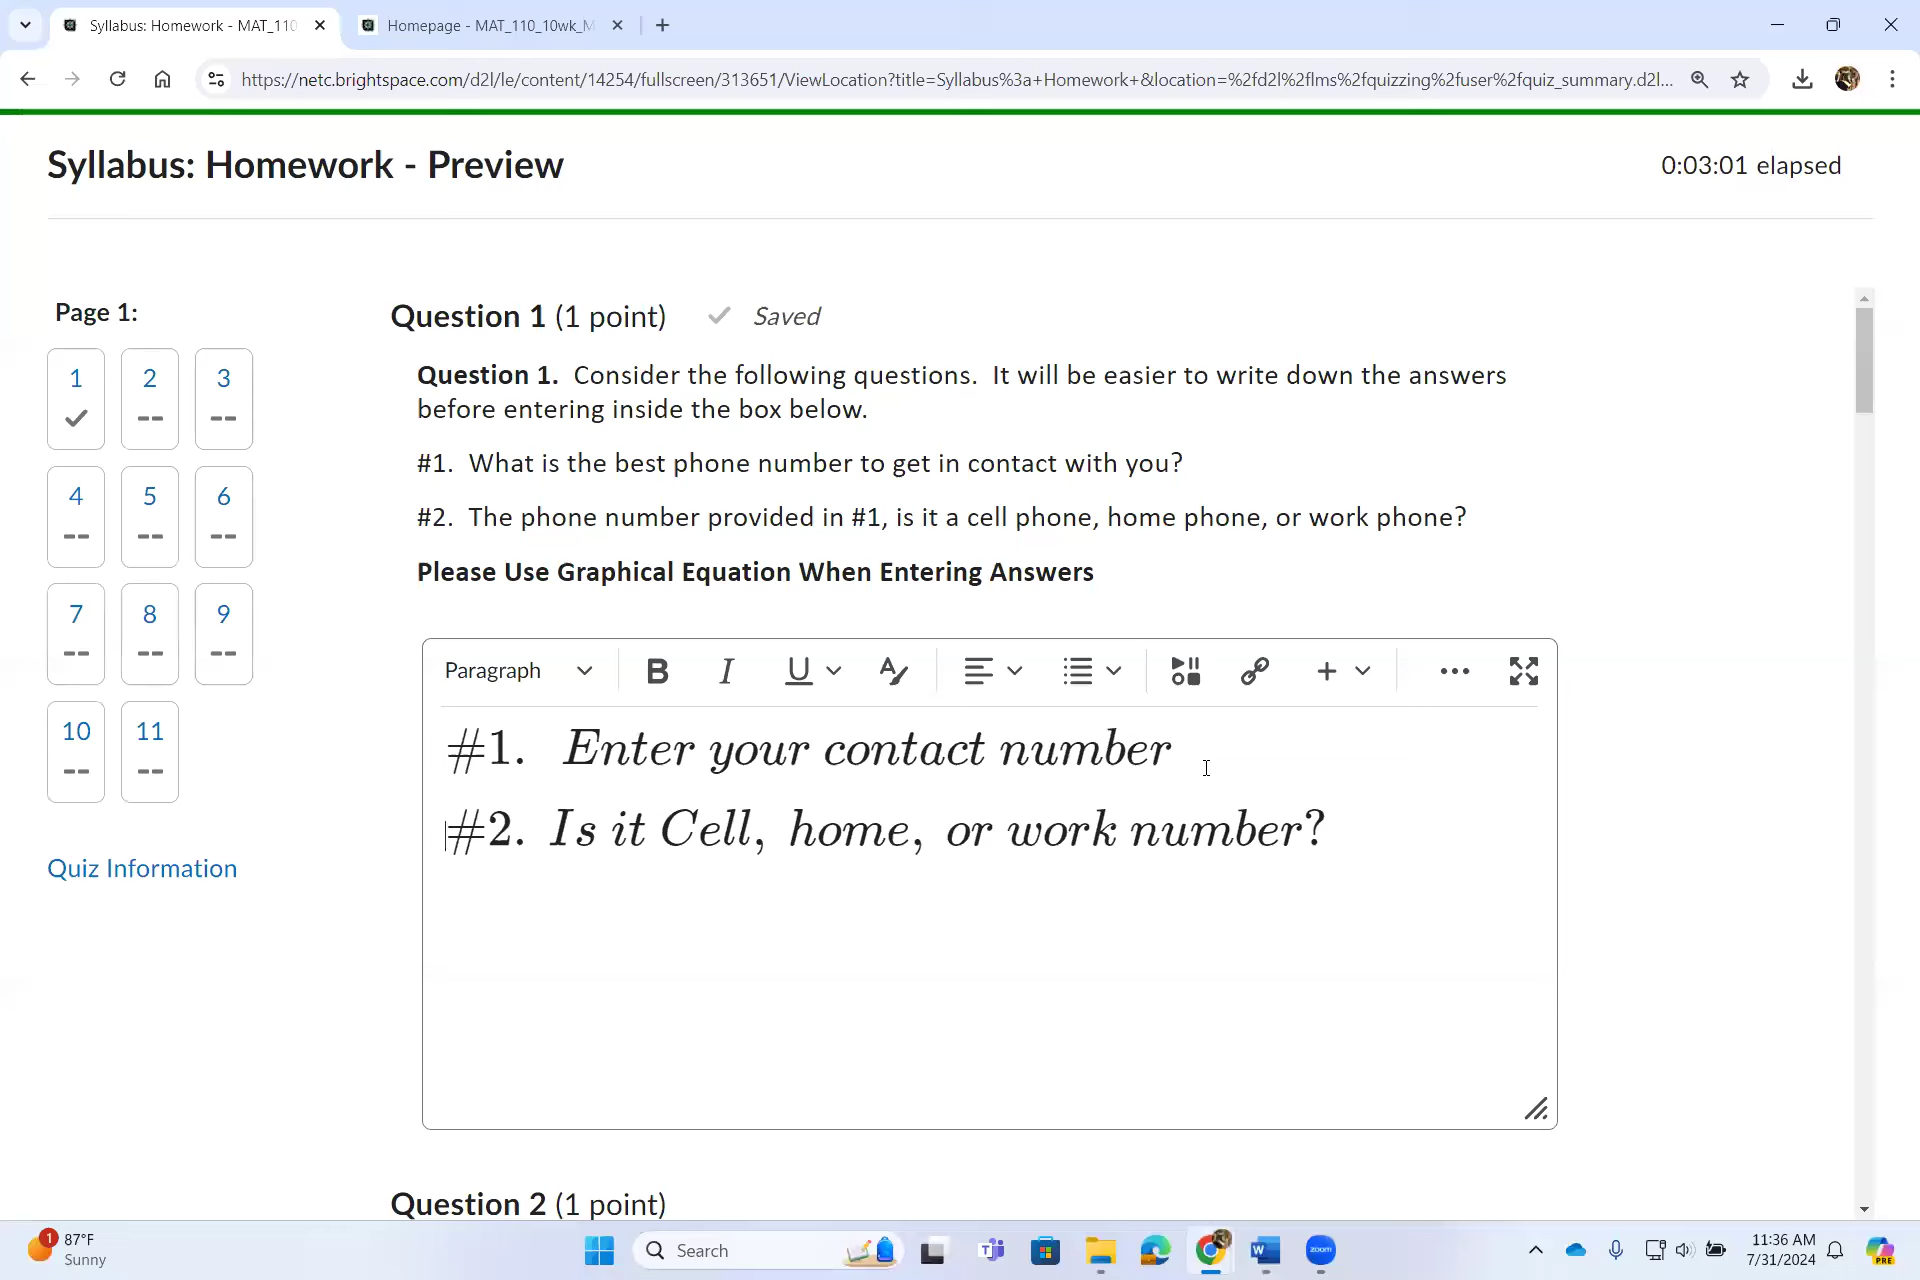 Syllabus: Homework - MAT_110
Homepage - MAT_110_10wk_M
https://netc.brightspace.com/d2l/le/content/14254/fullscreen/313651/ViewLocation?title=Syllabus%3a+Homework+&location=%2fd2l%2flms%2fquizzing%2fuser%2fquiz_summary.d2l...
Syllabus: Homework - Preview
0:03:01 elapsed
Page 1:
1 2 3
-- --
4 5 6
-- -- --
7 8 9
-- -- --
10 11
-- --
Quiz Information
Question 1 (1 point) Saved
Question 1. Consider the following questions. It will be easier to write down the answers
before entering inside the box below.
#1. What is the best phone number to get in contact with you?
#2. The phone number provided in #1, is it a cell phone, home phone, or work phone?
Please Use Graphical Equation When Entering Answers
Paragraph B I U A
#1. Enter your contact number
#2. Is it Cell, home, or work number?
Question 2 (1 point)
1
87°F
Sunny
Search
W
zoom
11:36 AM
7/31/2024
PRE